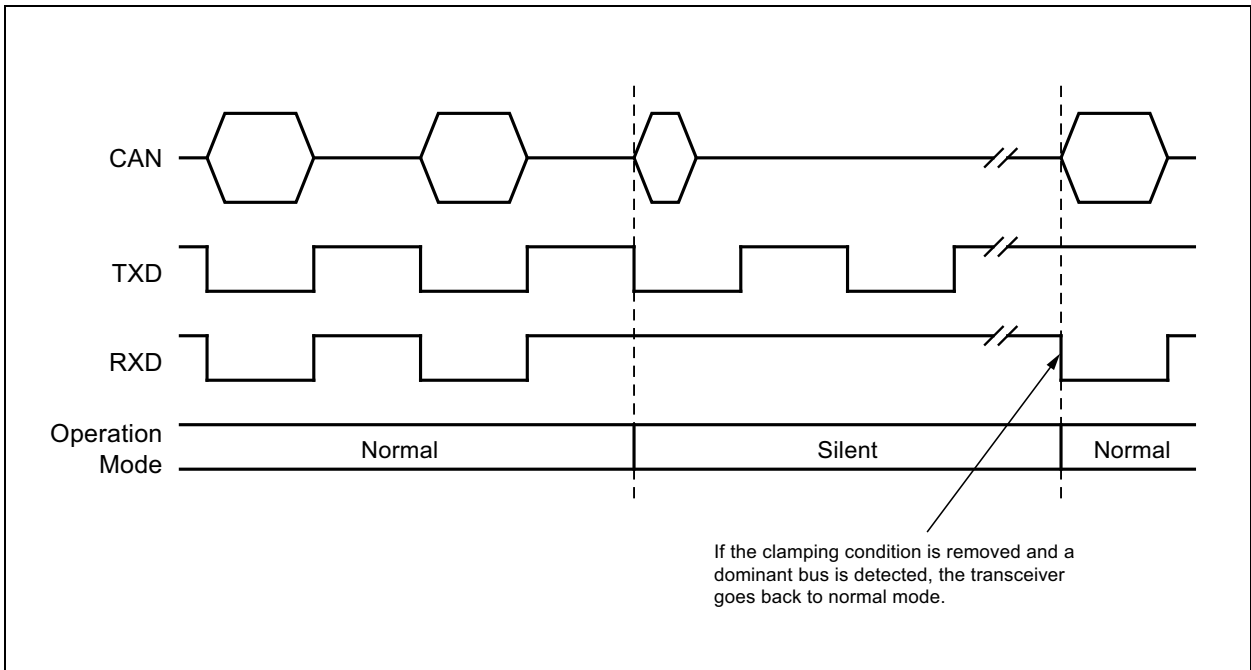 CAN
TXD
RXD
Operation
Mode
Normal
Silent
Normal
If the clamping condition is removed and a
dominant bus is detected, the transceiver
goes back to normal mode.